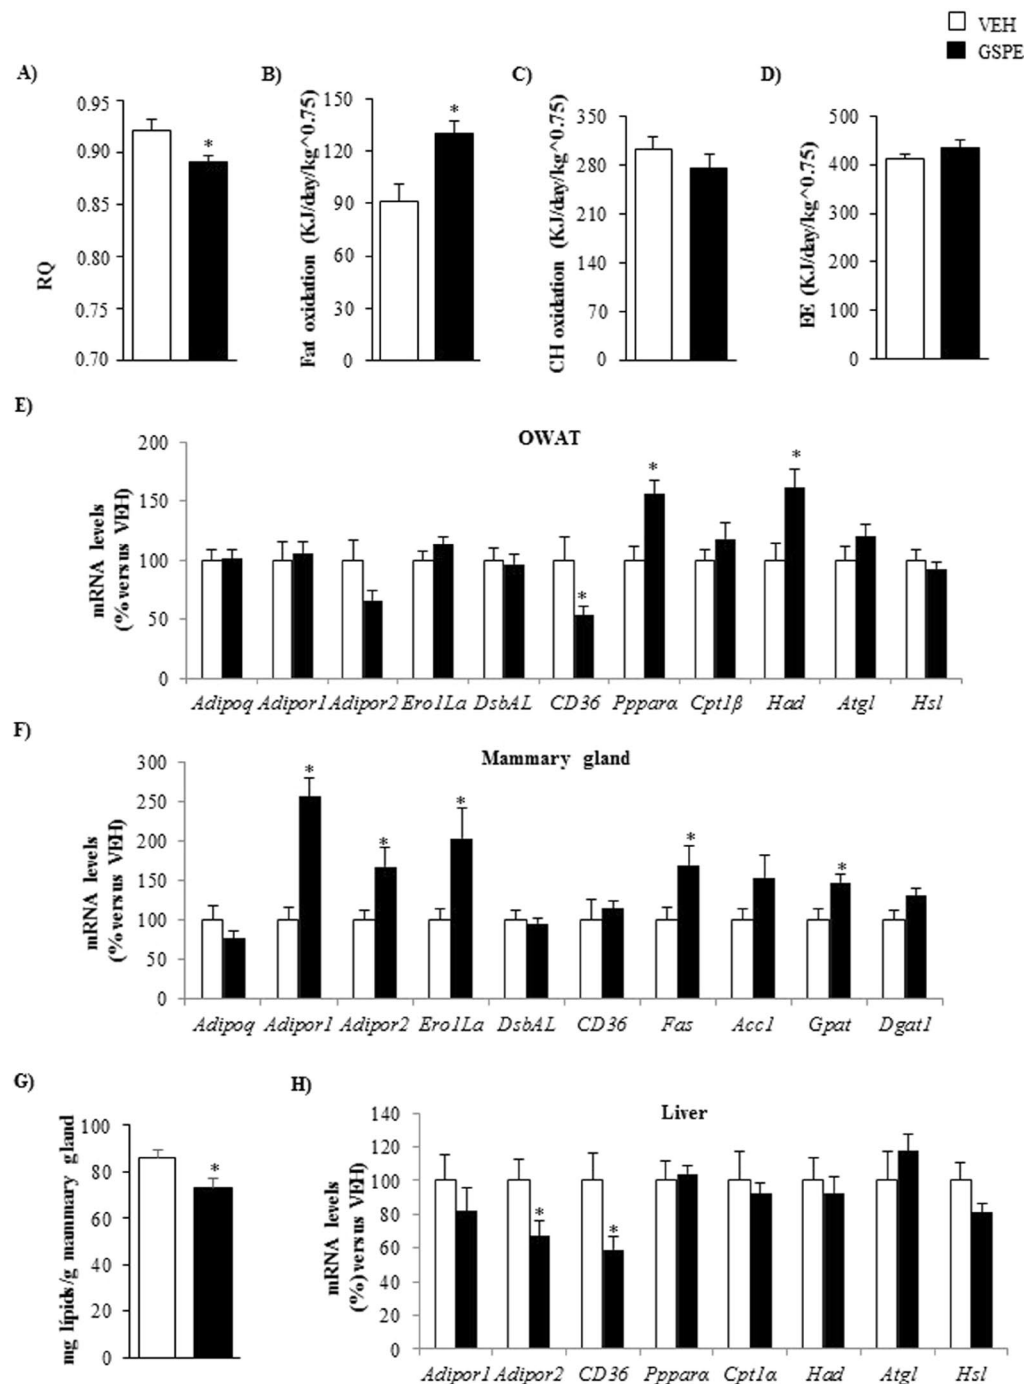 VEH
GSPE
A)
B)
C)
D)
RQ
0.95
0.90
0.85
0.80
0.75
0.70
*
Fat oxidation (KJ/day/kg^0.75)
150
120
90
60
30
0
*
CH oxidation (KJ/day/kg^0.75)
350
280
210
140
70
0
EE (KJ/day/kg^0.75)
500
400
300
200
100
0
E)
OWAT
mRNA levels
(% versus VEH)
200
150
100
50
0
* * *
Adipoq Adipor1 Adipor2 Ero1La DsbAL CD36 Ppparα Cpt1β Had Atgl Hsl
F)
Mammary gland
mRNA levels
(% versus VEH)
300
250
200
150
100
50
0
* * * * *
Adipoq Adipor1 Adipor2 Ero1La DsbAL CD36 Fas Acc1 Gpat Dgat1
G)
mg lípids/g mammary gland
100
80
60
40
20
0
*
H)
Liver
mRNA levels
(%) versus VEH)
140
120
100
80
60
40
20
0
* *
Adipor1 Adipor2 CD36 Ppparα Cpt1α Had Atgl Hsl